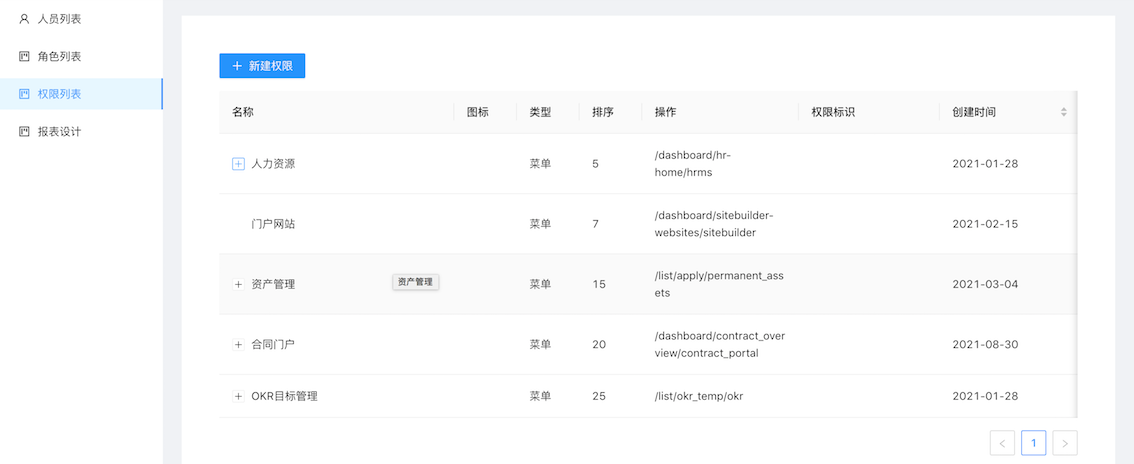 人员列表
角色列表
权限列表
报表设计
+ 新建权限
名称 图标 类型 排序 操作 权限标识 创建时间
人力资源 菜单 5 /dashboard/hr-
home/hrms 2021-01-28
门户网站 菜单 7 /dashboard/sitebuilder-
websites/sitebuilder 2021-02-15
资产管理 资产管理 菜单 15 /list/apply/permanent_ass
ets 2021-03-04
合同门户 菜单 20 /dashboard/contract_over
view/contract_portal 2021-08-30
OKR目标管理 菜单 25 /list/okr_temp/okr 2021-01-28
< 1 >